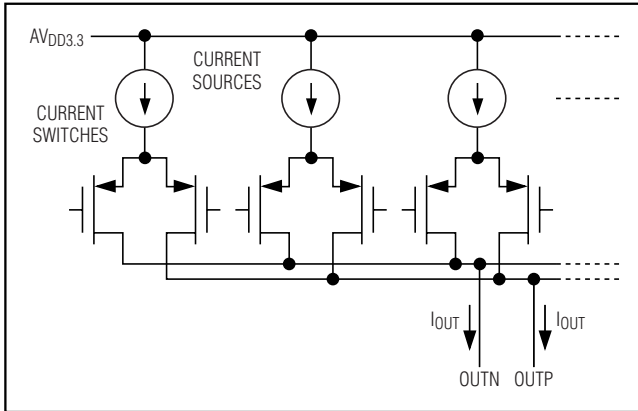 AVDD3.3
CURRENT
SOURCES
CURRENT
SWITCHES
IOUT
IOUT
OUTN
OUTP